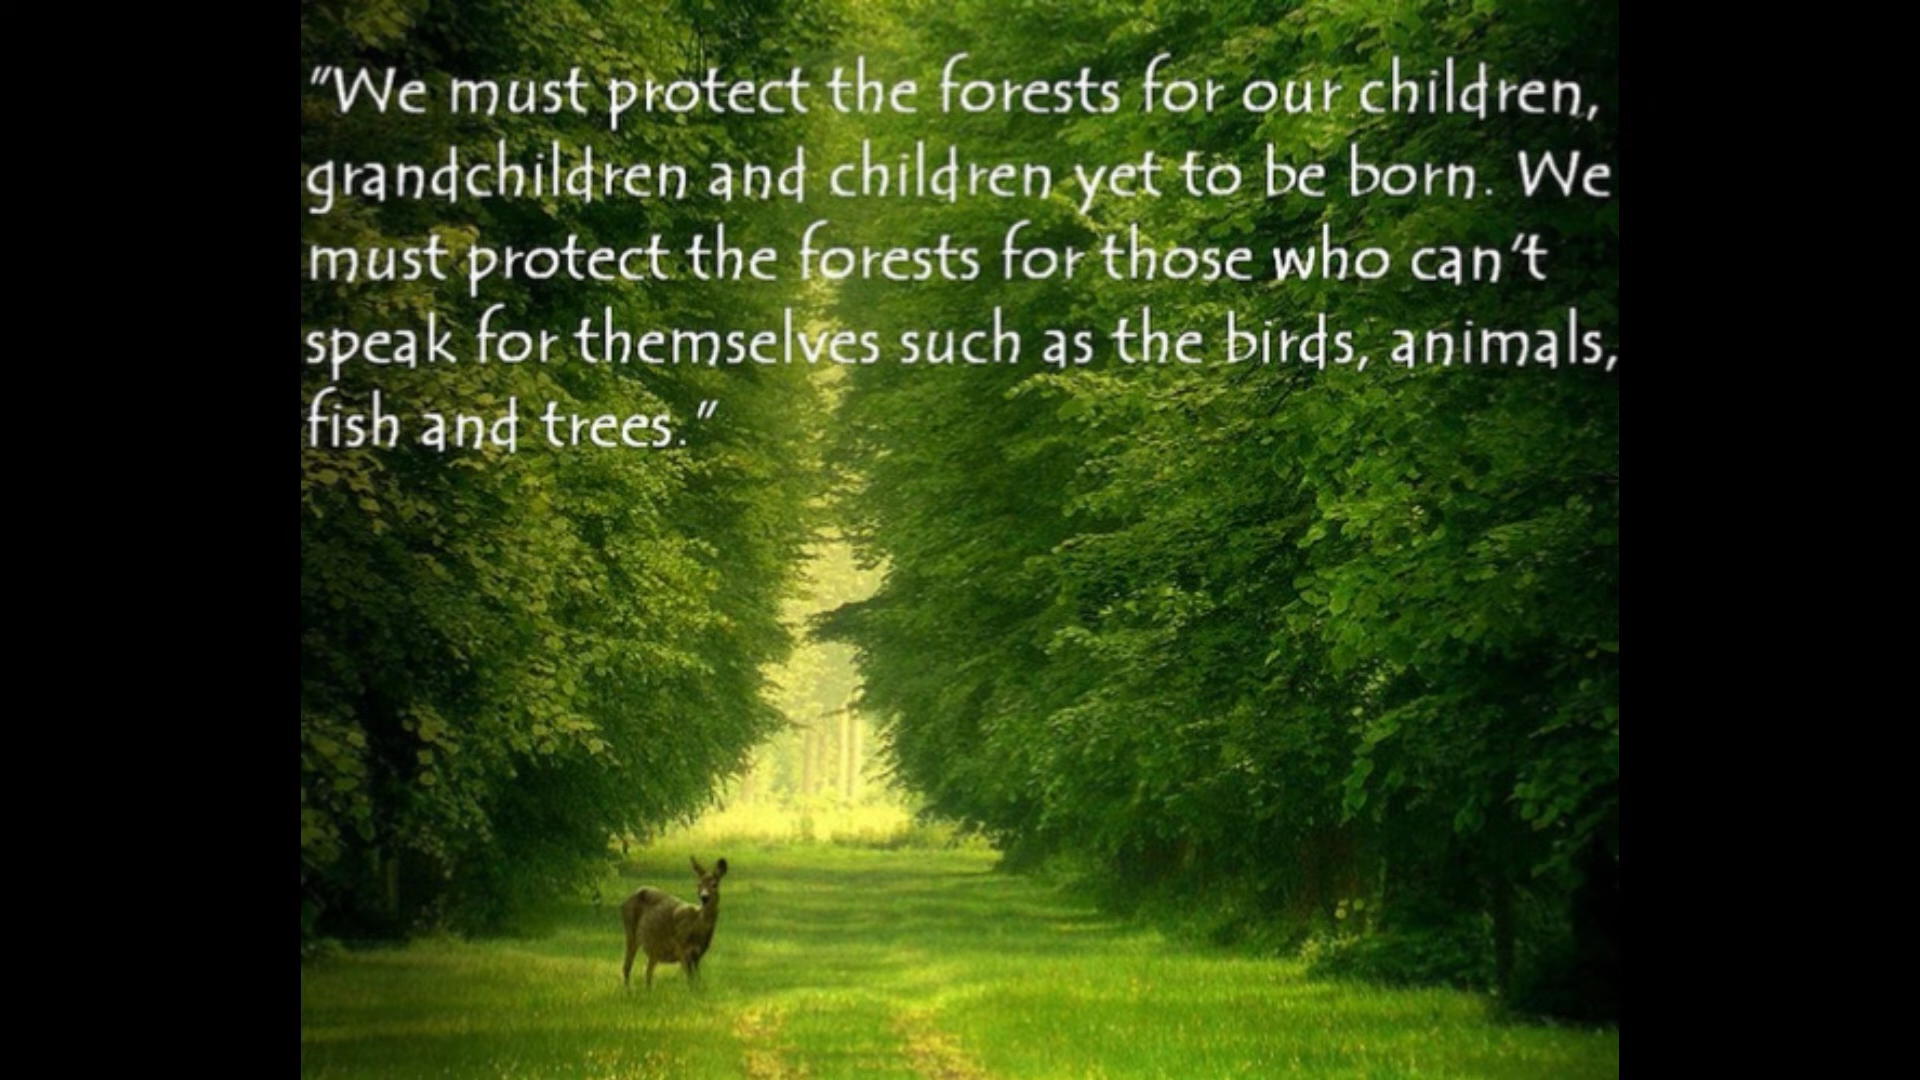 "We must protect the forests for our children,
grandchildren and children yet to be born. We
must protect the forests for those who can't
speak for themselves such as the birds, animals,
fish and trees."